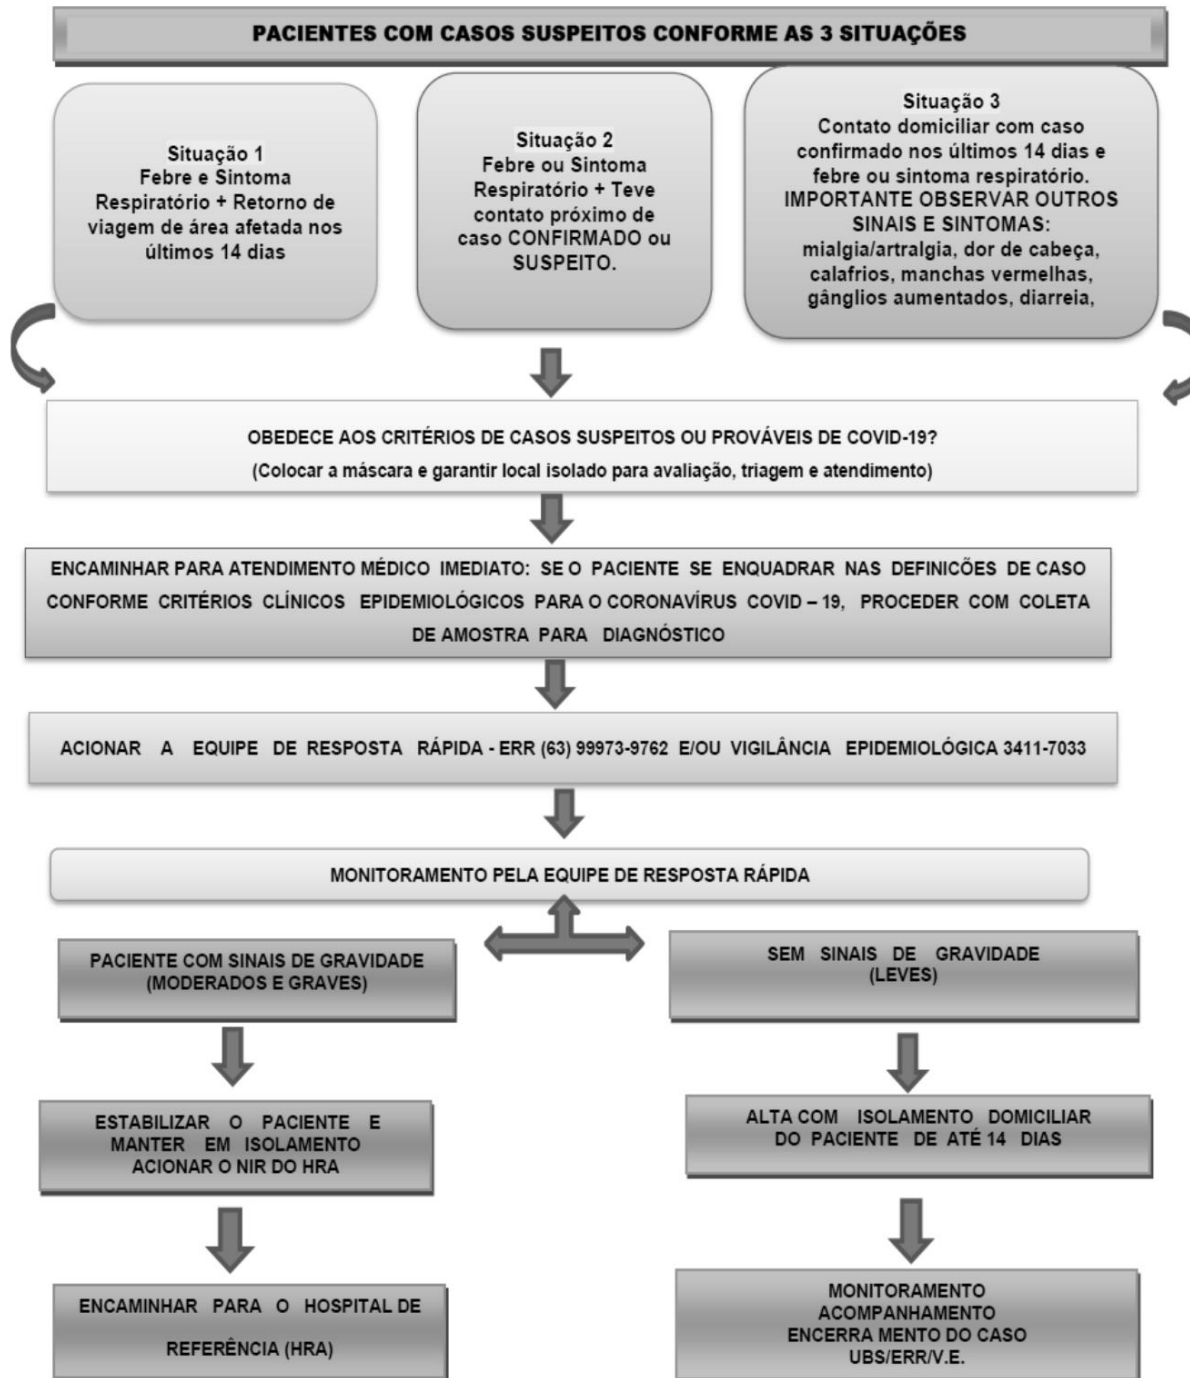 PACIENTES COM CASOS SUSPEITOS CONFORME AS 3 SITUAÇÕES
Situação 1
Febre e Sintoma
Respiratório + Retorno de
viagem de área afetada nos
últimos 14 dias
Situação 2
Febre ou Sintoma
Respiratório + Teve
contato próximo de
caso CONFIRMADO ou
SUSPEITO.
Situação 3
Contato domiciliar com caso
confirmado nos últimos 14 dias e
febre ou sintoma respiratório.
IMPORTANTE OBSERVAR OUTROS
SINAIS E SINTOMAS:
mialgia/artralgia, dor de cabeça,
calafrios, manchas vermelhas,
gânglios aumentados, diarreia,
OBEDECE AOS CRITÉRIOS DE CASOS SUSPEITOS OU PROVÁVEIS DE COVID-19?
(Colocar a máscara e garantir local isolado para avaliação, triagem e atendimento)
ENCAMINHAR PARA ATENDIMENTO MÉDICO IMEDIATO: SE O PACIENTE SE ENQUADRAR NAS DEFINICÕES DE CASO
CONFORME CRITÉRIOS CLÍNICOS EPIDEMIOLÓGICOS PARA O CORONAVÍRUS COVID – 19, PROCEDER COM COLETA
DE AMOSTRA PARA DIAGNÓSTICO
ACIONAR A EQUIPE DE RESPOSTA RÁPIDA - ERR (63) 99973-9762 E/OU VIGILÂNCIA EPIDEMIOLÓGICA 3411-7033
MONITORAMENTO PELA EQUIPE DE RESPOSTA RÁPIDA
PACIENTE COM SINAIS DE GRAVIDADE
(MODERADOS E GRAVES)
SEM SINAIS DE GRAVIDADE
(LEVES)
ESTABILIZAR O PACIENTE E
MANTER EM ISOLAMENTO
ACIONAR O NIR DO HRA
ALTA COM ISOLAMENTO DOMICILIAR
DO PACIENTE DE ATÉ 14 DIAS
ENCAMINHAR PARA O HOSPITAL DE
REFERÊNCIA (HRA)
MONITORAMENTO
ACOMPANHAMENTO
ENCERRA MENTO DO CASO
UBS/ERR/V.E.